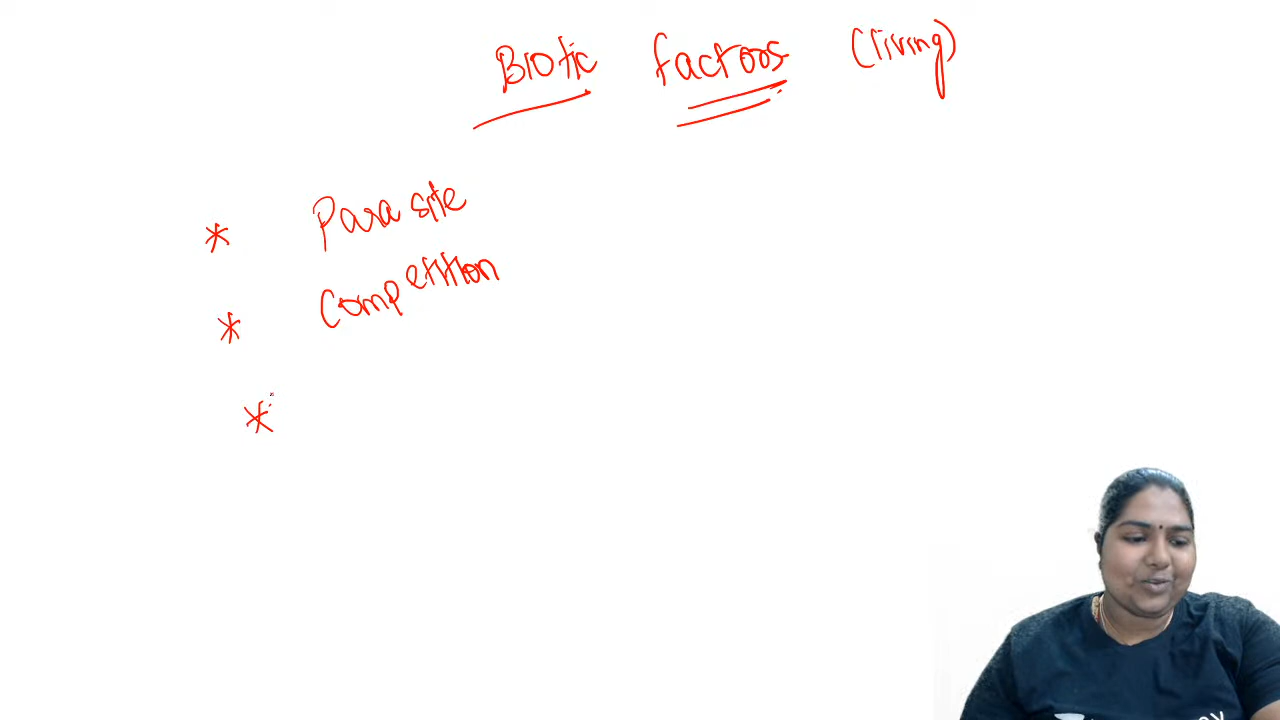 Biotic factors (living)
* Parasite
* Competition
*